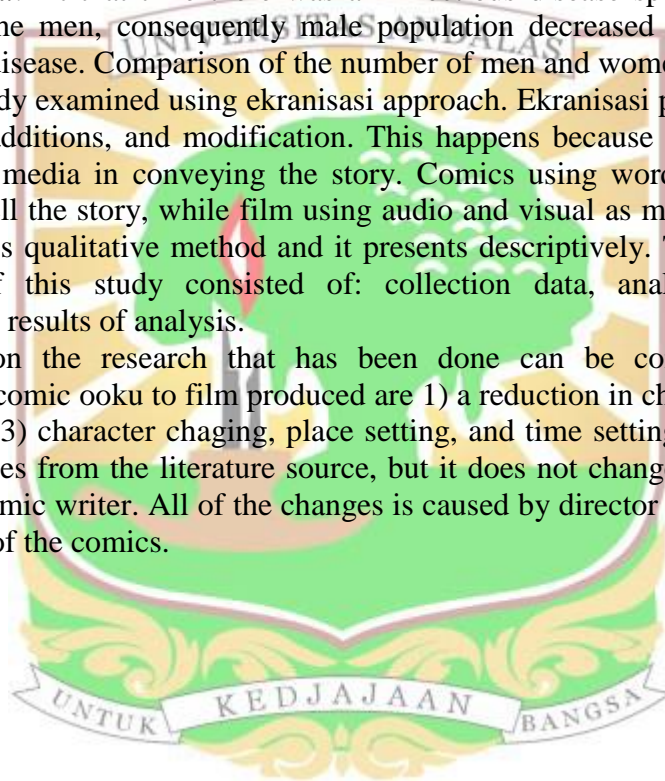 he men, consequently male population decreased
UNIVERSITAS ANDALAS
disease. Comparison of the number of men and wome
dy examined using ekranisasi approach. Ekranisasi p
dditions, and modification. This happens because
media in conveying the story. Comics using wor
ll the story, while film using audio and visual as m
s qualitative method and it presents descriptively.
f this study consisted of: collection data, ana
results of analysis.
on the research that has been done can be co
comic ooku to film produced are 1) a reduction in ch
3) character chaging, place setting, and time setting
es from the literature source, but it does not change
mic writer. All of the changes is caused by director
of the comics.
UNTUK KEDJAJAAN BANGSA